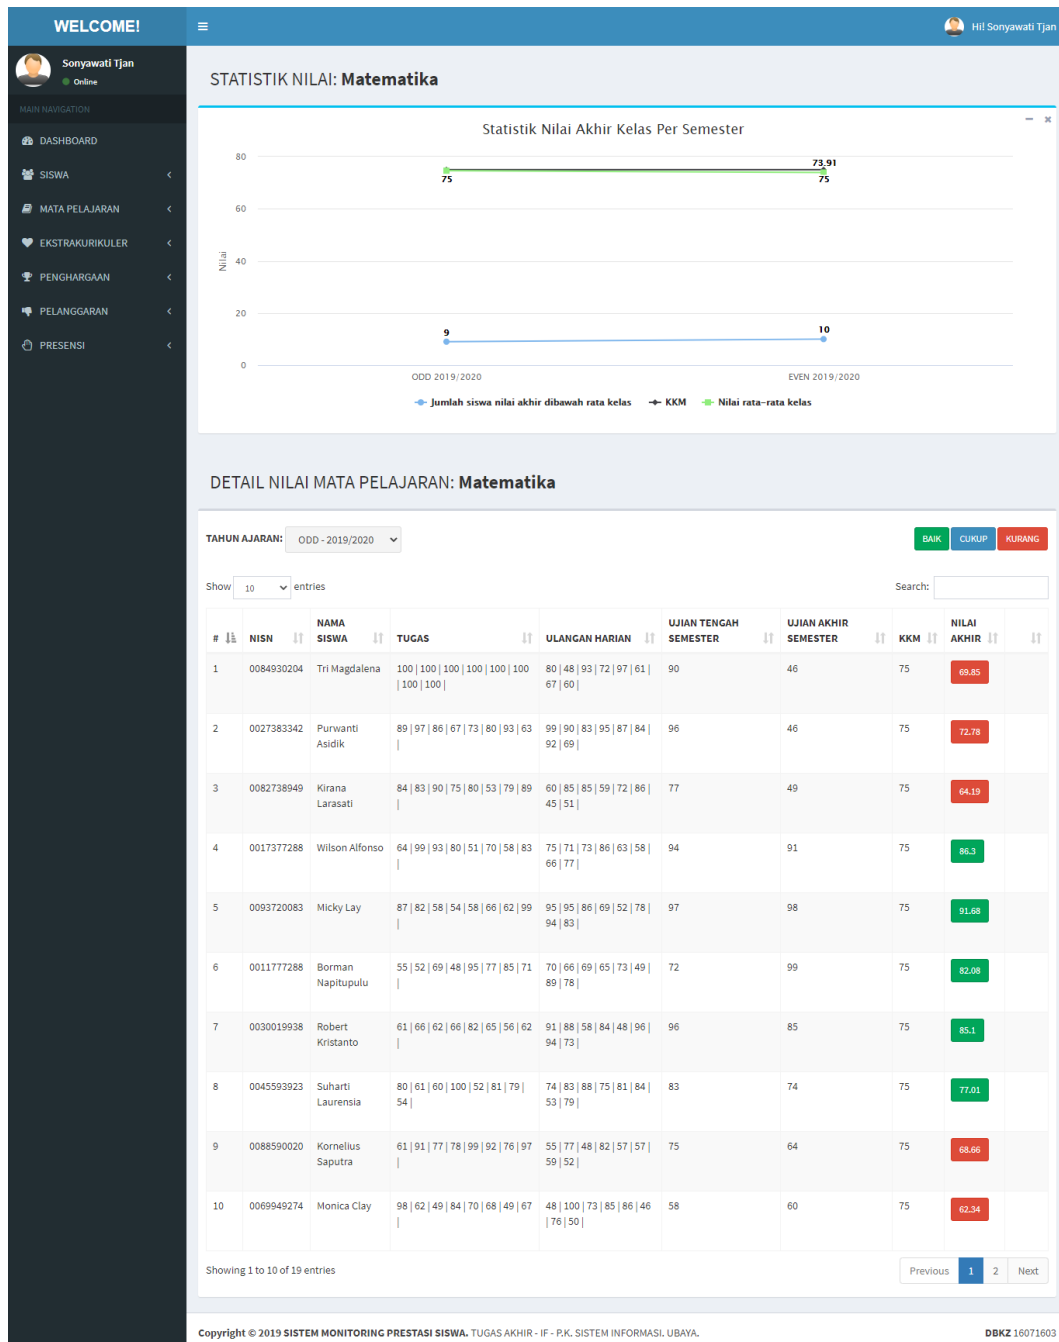 WELCOME!
Hi! Sonyawati Tjan
Sonyawati Tjan
Online
MAIN NAVIGATION
DASHBOARD
SISWA
MATA PELAJARAN
EKSTRAKURIKULER
PENGHARGAAN
PELANGGARAN
PRESENSI
STATISTIK NILAI: Matematika
Statistik Nilai Akhir Kelas Per Semester
80
60
40
20
0
Nilai
75
73.91
75
9
10
ODD 2019/2020
EVEN 2019/2020
Jumlah siswa nilai akhir dibawah rata kelas
KKM
Nilai rata-rata kelas
DETAIL NILAI MATA PELAJARAN: Matematika
TAHUN AJARAN: ODD - 2019/2020
BAIK CUKUP KURANG
Show 10 entries
Search:
# NISN NAMA SISWA TUGAS ULANGAN HARIAN UJIAN TENGAH SEMESTER UJIAN AKHIR SEMESTER KKM NILAI AKHIR
1 0084930204 Tri Magdalena 100 | 100 | 100 | 100 | 100 | 100 | 100 | 100 | 80 | 48 | 93 | 72 | 97 | 61 | 67 | 60 | 90 46 75 69.85
2 0027383342 Purwanti Asidik 89 | 97 | 86 | 67 | 73 | 80 | 93 | 63 | 99 | 90 | 83 | 95 | 87 | 84 | 92 | 69 | 96 46 75 72.78
3 0082738949 Kirana Larasati 84 | 83 | 90 | 75 | 80 | 53 | 79 | 89 | 60 | 85 | 85 | 59 | 72 | 86 | 45 | 51 | 77 49 75 64.19
4 0017377288 Wilson Alfonso 64 | 99 | 93 | 80 | 51 | 70 | 58 | 83 | 75 | 71 | 73 | 86 | 63 | 58 | 66 | 77 | 94 91 75 86.3
5 0093720083 Micky Lay 87 | 82 | 58 | 54 | 58 | 66 | 62 | 99 | 95 | 95 | 86 | 69 | 52 | 78 | 94 | 83 | 97 98 75 91.68
6 0011777288 Borman Napitupulu 55 | 52 | 69 | 48 | 95 | 77 | 85 | 71 | 70 | 66 | 69 | 65 | 73 | 49 | 89 | 78 | 72 99 75 82.08
7 0030019938 Robert Kristanto 61 | 66 | 62 | 66 | 82 | 65 | 56 | 62 | 91 | 88 | 58 | 84 | 48 | 96 | 94 | 73 | 96 85 75 85.1
8 0045593923 Suharti Laurensia 80 | 61 | 60 | 100 | 52 | 81 | 79 | 54 | 74 | 83 | 88 | 75 | 81 | 84 | 53 | 79 | 83 74 75 77.01
9 0088590020 Kornelius Saputra 61 | 91 | 77 | 78 | 99 | 92 | 76 | 97 | 55 | 77 | 48 | 82 | 57 | 57 | 59 | 52 | 75 64 75 68.66
10 0069949274 Monica Clay 98 | 62 | 49 | 84 | 70 | 68 | 49 | 67 | 48 | 100 | 73 | 85 | 86 | 46 | 76 | 50 | 58 60 75 62.34
Showing 1 to 10 of 19 entries
Previous 1 2 Next
Copyright © 2019 SISTEM MONITORING PRESTASI SISWA. TUGAS AKHIR - IF - P.K. SISTEM INFORMASI. UBAYA.
DBKZ 16071603